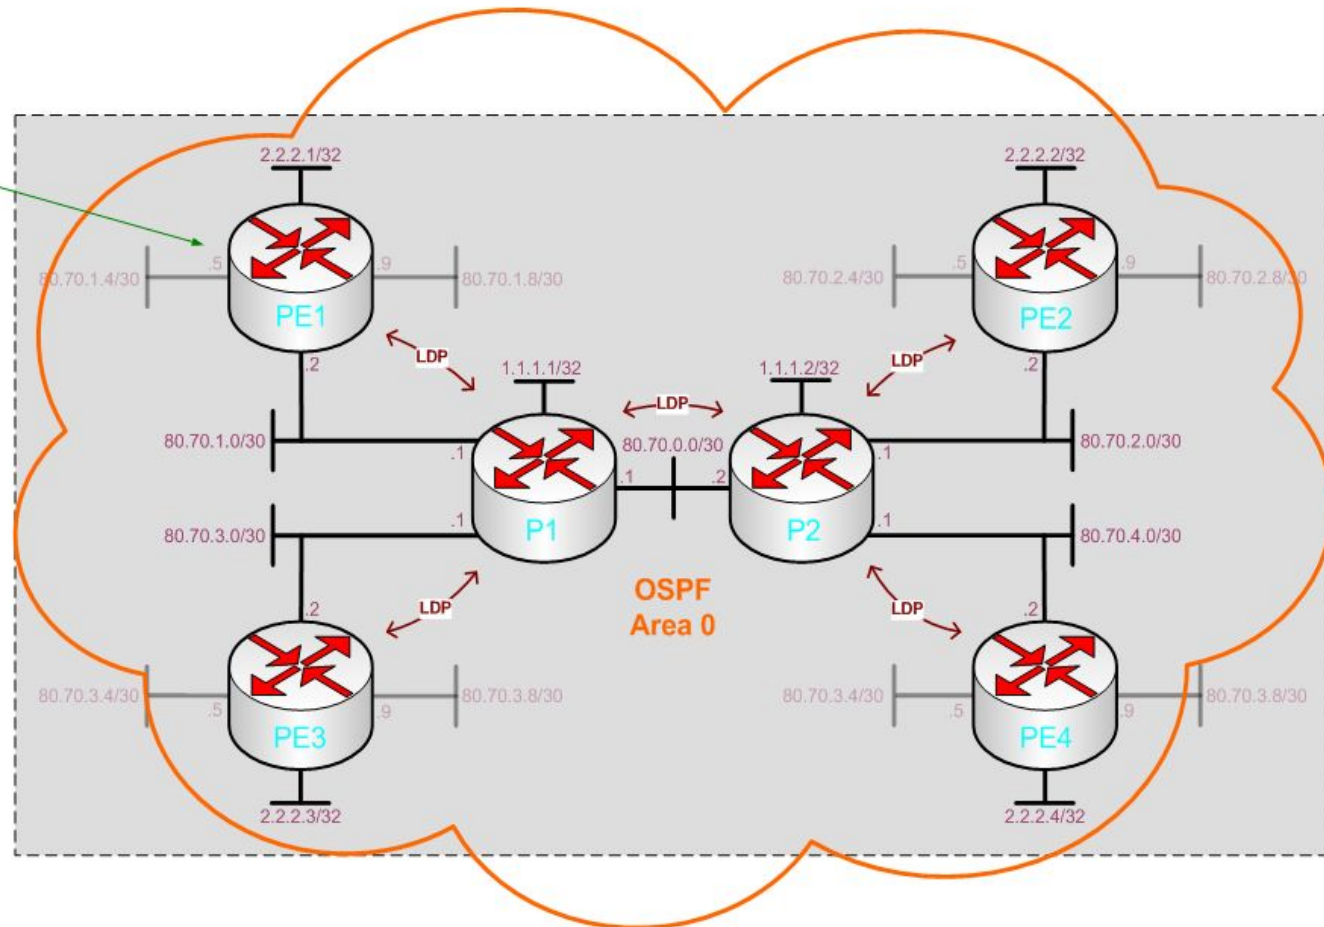 2.2.2.1/32
2.2.2.2/32
80.70.1.4/30
.5
.9
80.70.1.8/30
80.70.2.4/30
.5
.9
80.70.2.8/30
PE1
PE2
.2
LDP
1.1.1.1/32
1.1.1.2/32
LDP
.2
LDP
80.70.1.0/30
.1
80.70.0.0/30
.1
80.70.2.0/30
.1
.2
80.70.3.0/30
.1
P1
P2
.1
80.70.4.0/30
OSPF
Area 0
.2
LDP
LDP
.2
80.70.3.4/30
.5
.9
80.70.3.8/30
80.70.3.4/30
.5
.9
80.70.3.8/30
PE3
PE4
2.2.2.3/32
2.2.2.4/32